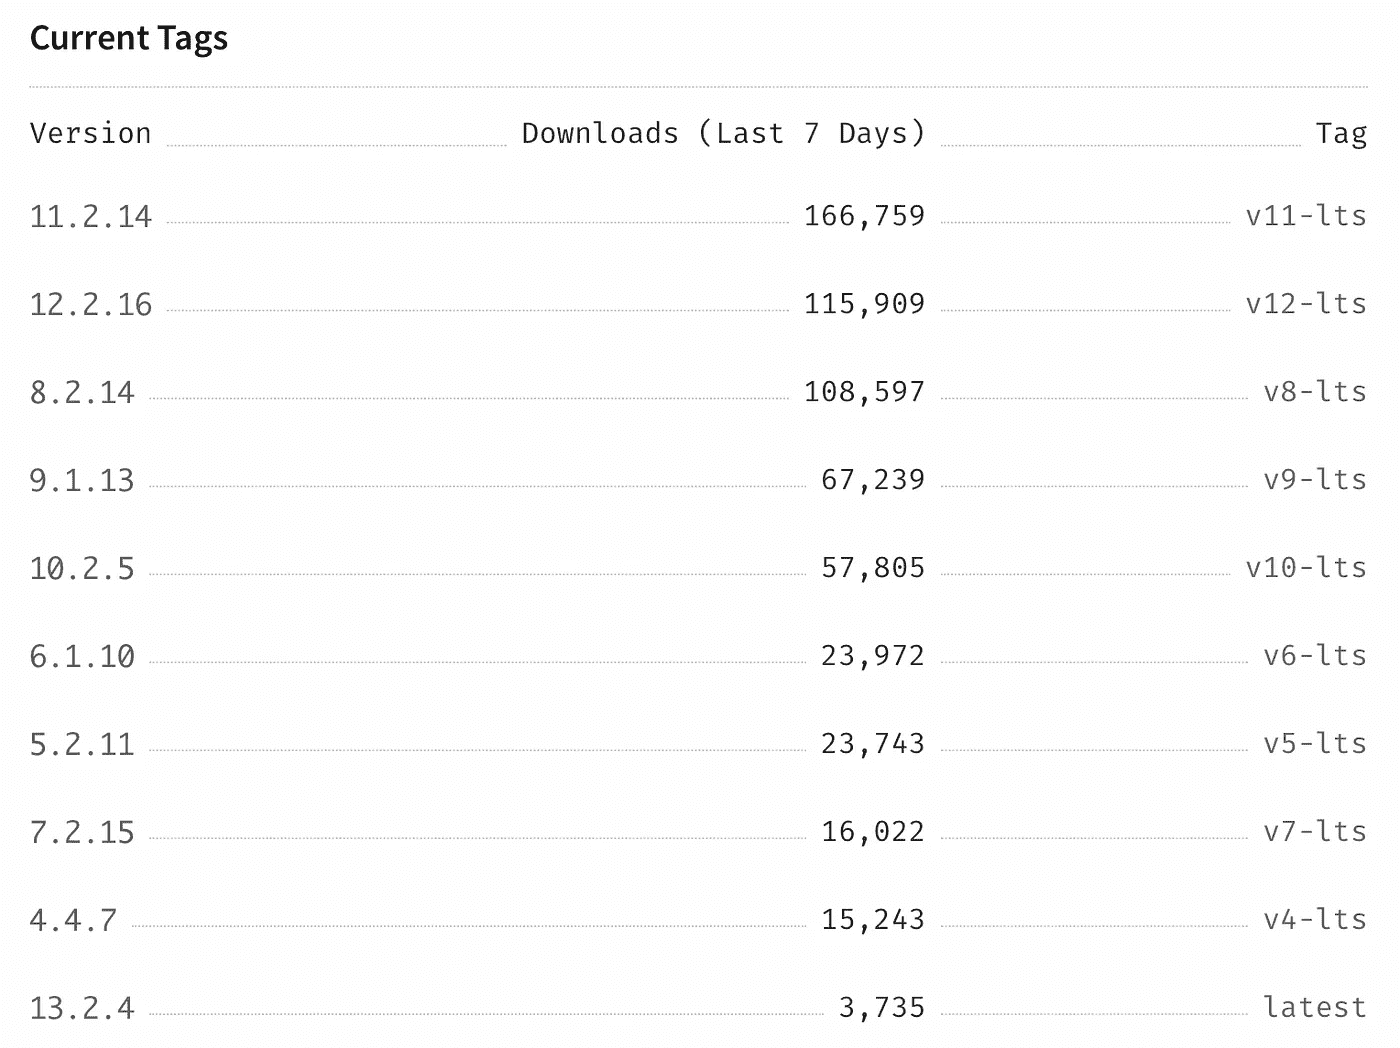 Current Tags
Version Downloads (Last 7 Days) Tag
11.2.14 166,759 v11-lts
12.2.16 115,909 v12-lts
8.2.14 108,597 v8-lts
9.1.13 67,239 v9-lts
10.2.5 57,805 v10-lts
6.1.10 23,972 v6-lts
5.2.11 23,743 v5-lts
7.2.15 16,022 v7-lts
4.4.7 15,243 v4-lts
13.2.4 3,735 latest